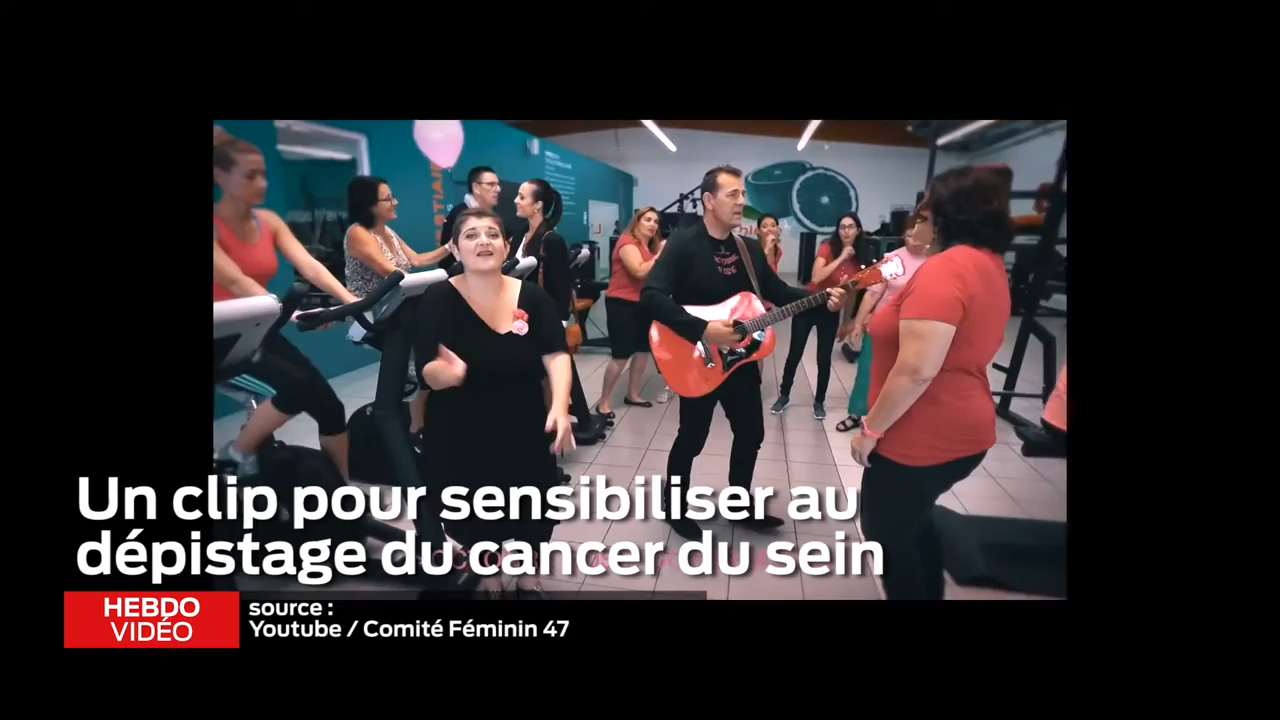 Un clip pour sensibiliser au
dépistage du cancer du sein
HEBDO
VIDÉO
source :
Youtube / Comité Féminin 47